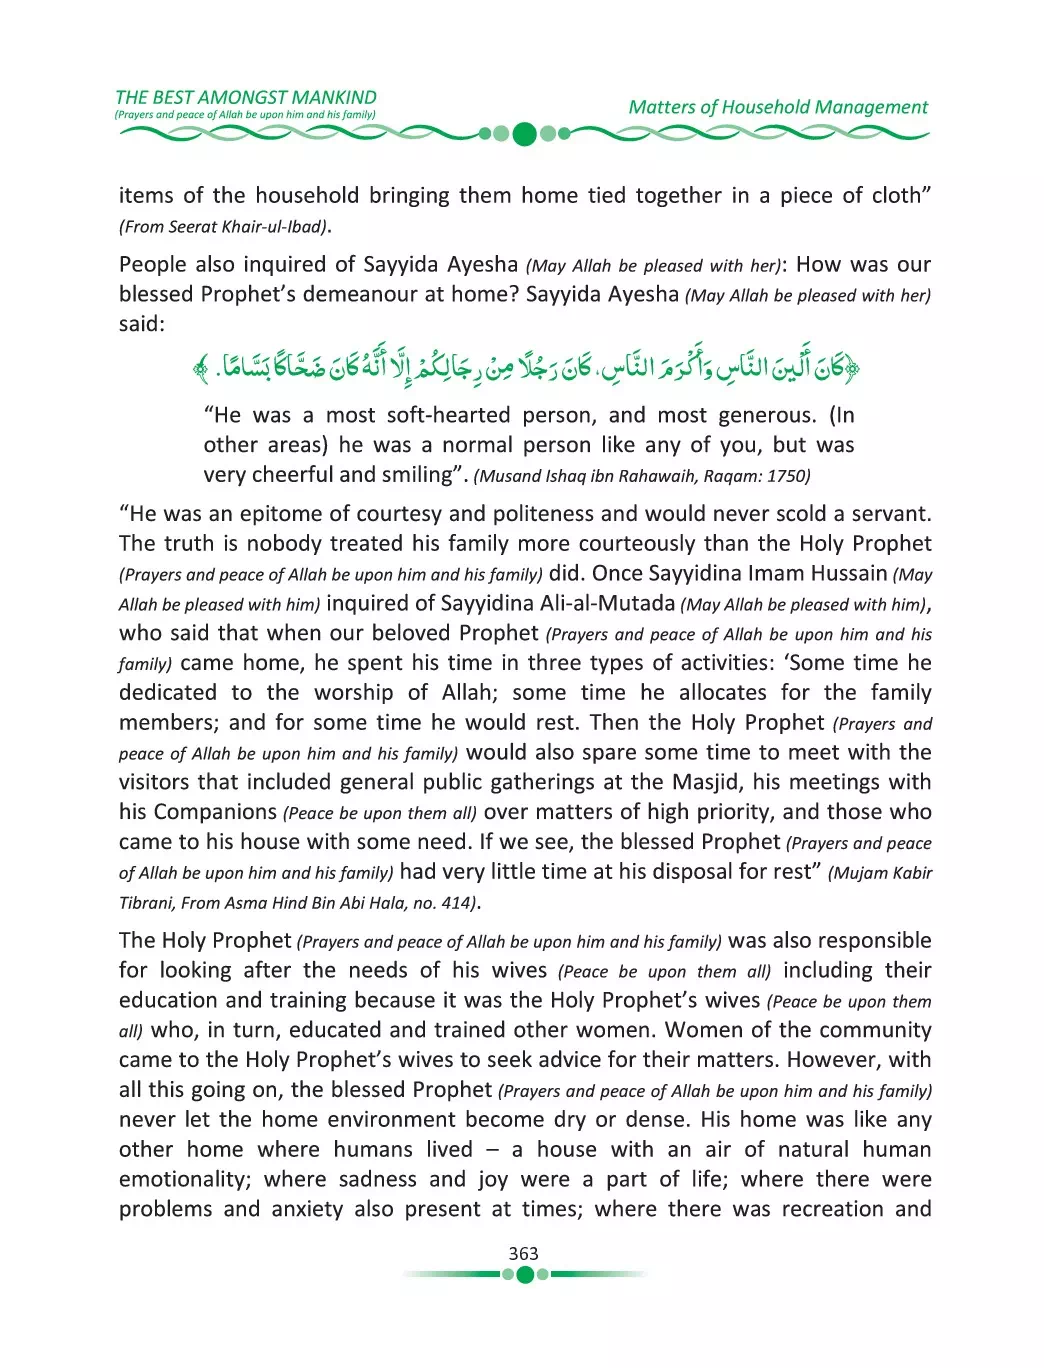 THE BEST AMONGST MANKIND
(Prayers and peace of Allah be upon him and his family)
Matters of Household Management
items of the household bringing them home tied together in a piece of cloth”
(From Seerat Khair-ul-Ibad).
People also inquired of Sayyida Ayesha (May Allah be pleased with her): How was our
blessed Prophet’s demeanour at home? Sayyida Ayesha (May Allah be pleased with her)
said:
﴿كَانَ أَلْيَنَ النَّاسِ وَأَكْرَمَ النَّاسِ، كَانَ رَجُلًا مِنْ رِجَالِكُمْ إِلَّا أَنَّهُ كَانَ ضَحَّاكًا بَسَّامًا. ﴾
“He was a most soft-hearted person, and most generous. (In
other areas) he was a normal person like any of you, but was
very cheerful and smiling”. (Musand Ishaq ibn Rahawaih, Raqam: 1750)
“He was an epitome of courtesy and politeness and would never scold a servant.
The truth is nobody treated his family more courteously than the Holy Prophet
(Prayers and peace of Allah be upon him and his family) did. Once Sayyidina Imam Hussain (May
Allah be pleased with him) inquired of Sayyidina Ali-al-Mutada (May Allah be pleased with him),
who said that when our beloved Prophet (Prayers and peace of Allah be upon him and his
family) came home, he spent his time in three types of activities: ‘Some time he
dedicated to the worship of Allah; some time he allocates for the family
members; and for some time he would rest. Then the Holy Prophet (Prayers and
peace of Allah be upon him and his family) would also spare some time to meet with the
visitors that included general public gatherings at the Masjid, his meetings with
his Companions (Peace be upon them all) over matters of high priority, and those who
came to his house with some need. If we see, the blessed Prophet (Prayers and peace
of Allah be upon him and his family) had very little time at his disposal for rest” (Mujam Kabir
Tibrani, From Asma Hind Bin Abi Hala, no. 414).
The Holy Prophet (Prayers and peace of Allah be upon him and his family) was also responsible
for looking after the needs of his wives (Peace be upon them all) including their
education and training because it was the Holy Prophet’s wives (Peace be upon them
all) who, in turn, educated and trained other women. Women of the community
came to the Holy Prophet’s wives to seek advice for their matters. However, with
all this going on, the blessed Prophet (Prayers and peace of Allah be upon him and his family)
never let the home environment become dry or dense. His home was like any
other home where humans lived – a house with an air of natural human
emotionality; where sadness and joy were a part of life; where there were
problems and anxiety also present at times; where there was recreation and
363